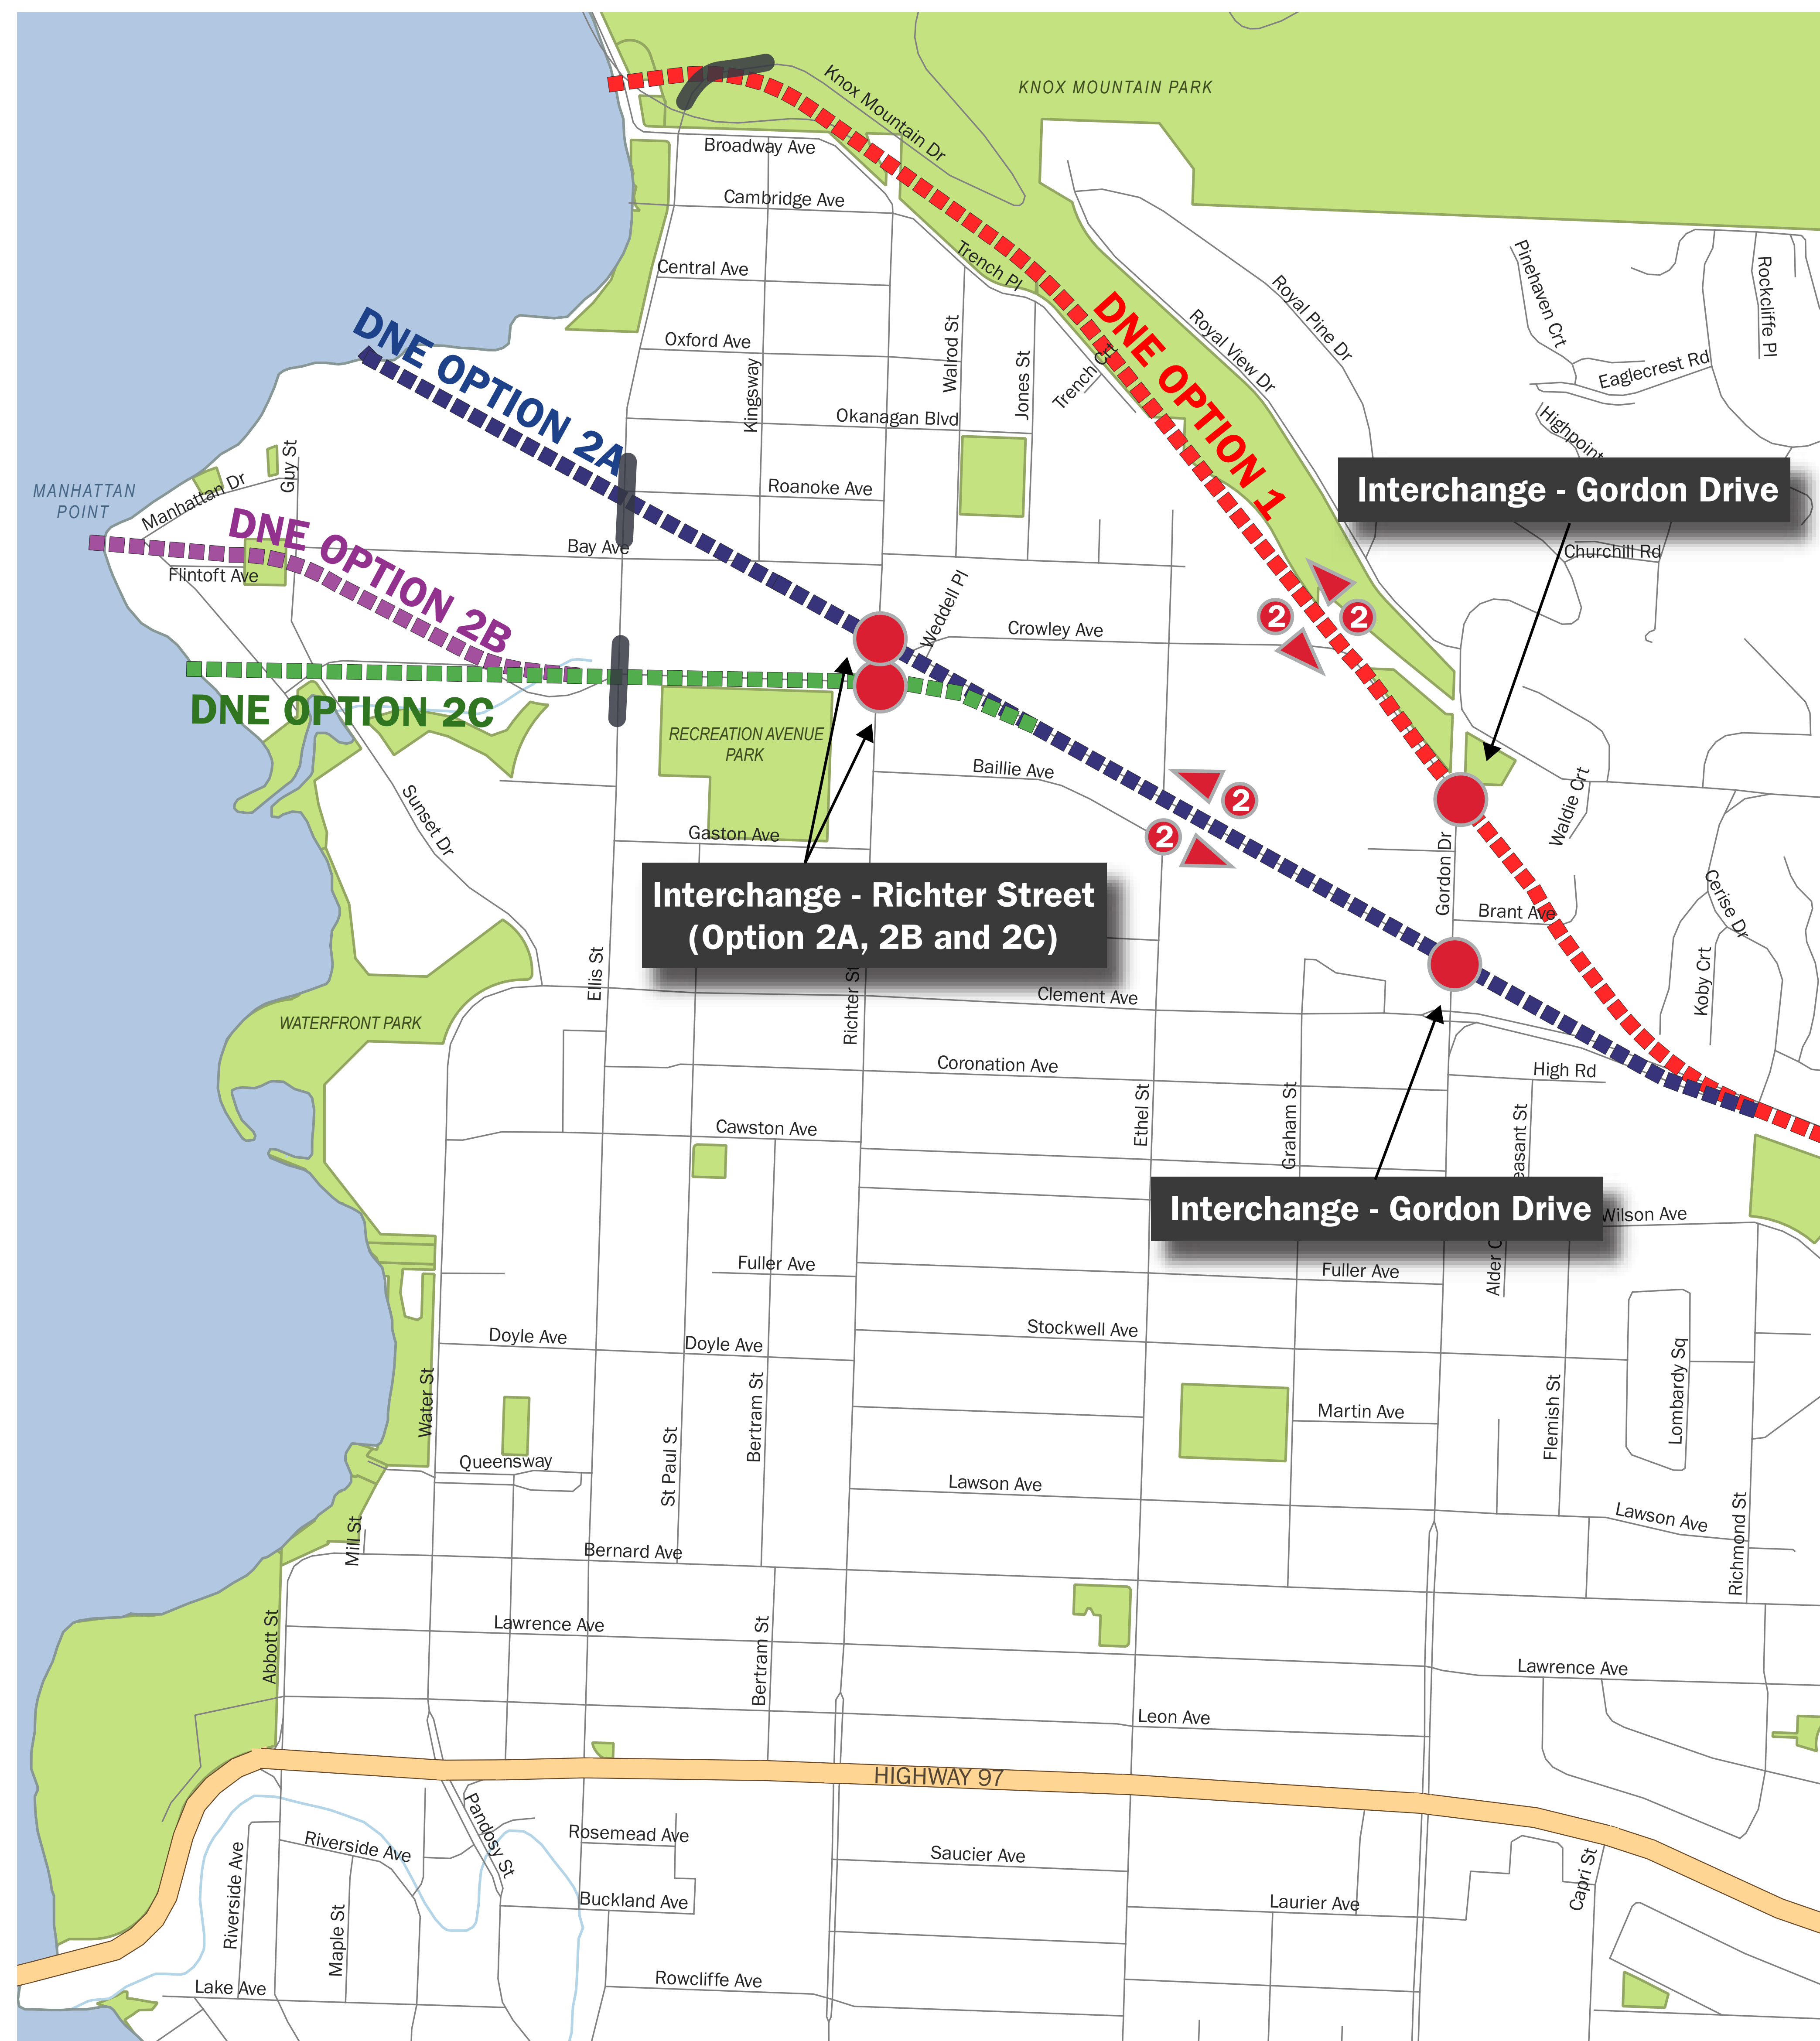 KNOX MOUNTAIN PARK
Knox Mountain Dr
Broadway Ave
Cambridge Ave
Trench Pl
Central Ave
Pinehaven Crt
Rockcliffe Pl
Royal Pine Dr
Royal View Dr
DNE OPTION 1
DNE OPTION 2A
Oxford Ave
Kingsway
Walrod St
Jones St
Trench Crt
Eaglecrest Rd
Okanagan Blvd
Highpoint
Guy St
MANHATTAN
POINT
Manhattan Dr
Roanoke Ave
Interchange - Gordon Drive
DNE OPTION 2B
Bay Ave
Churchill Rd
Flintoft Ave
Weddell Pl
2
2
Crowley Ave
DNE OPTION 2C
RECREATION AVENUE
PARK
Baillie Ave
2
2
Waldie Crt
Sunset Dr
Gaston Ave
Gordon Dr
Cerise Dr
Interchange - Richter Street
(Option 2A, 2B and 2C)
Brant Ave
Koby Crt
Ellis St
Richter St
Clement Ave
WATERFRONT PARK
Coronation Ave
High Rd
Ethel St
Graham St
Cawston Ave
easant St
Interchange - Gordon Drive
Wilson Ave
Alder C
Fuller Ave
Fuller Ave
Doyle Ave
Doyle Ave
Stockwell Ave
Lombardy Sq
Water St
Bertram St
Martin Ave
Flemish St
St Paul St
Queensway
Lawson Ave
Lawson Ave
Mill St
Bernard Ave
Richmond St
Abbott St
Lawrence Ave
Bertram St
Lawrence Ave
Leon Ave
HIGHWAY 97
Pandosy St
Riverside Ave
Rosemead Ave
Saucier Ave
Capri St
Riverside Ave
Maple St
Buckland Ave
Laurier Ave
Lake Ave
Rowcliffe Ave